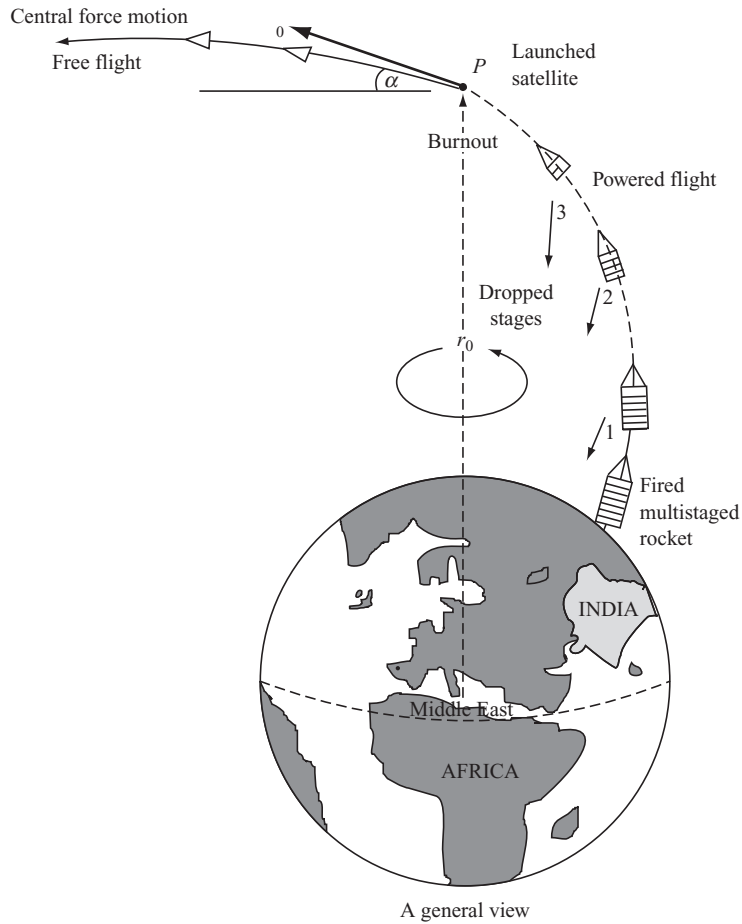 Central force motion
0
Free flight
α
P
Launched
satellite
Burnout
Powered flight
3
Dropped
stages
2
r0
1
Fired
multistaged
rocket
INDIA
Middle East
AFRICA
A general view